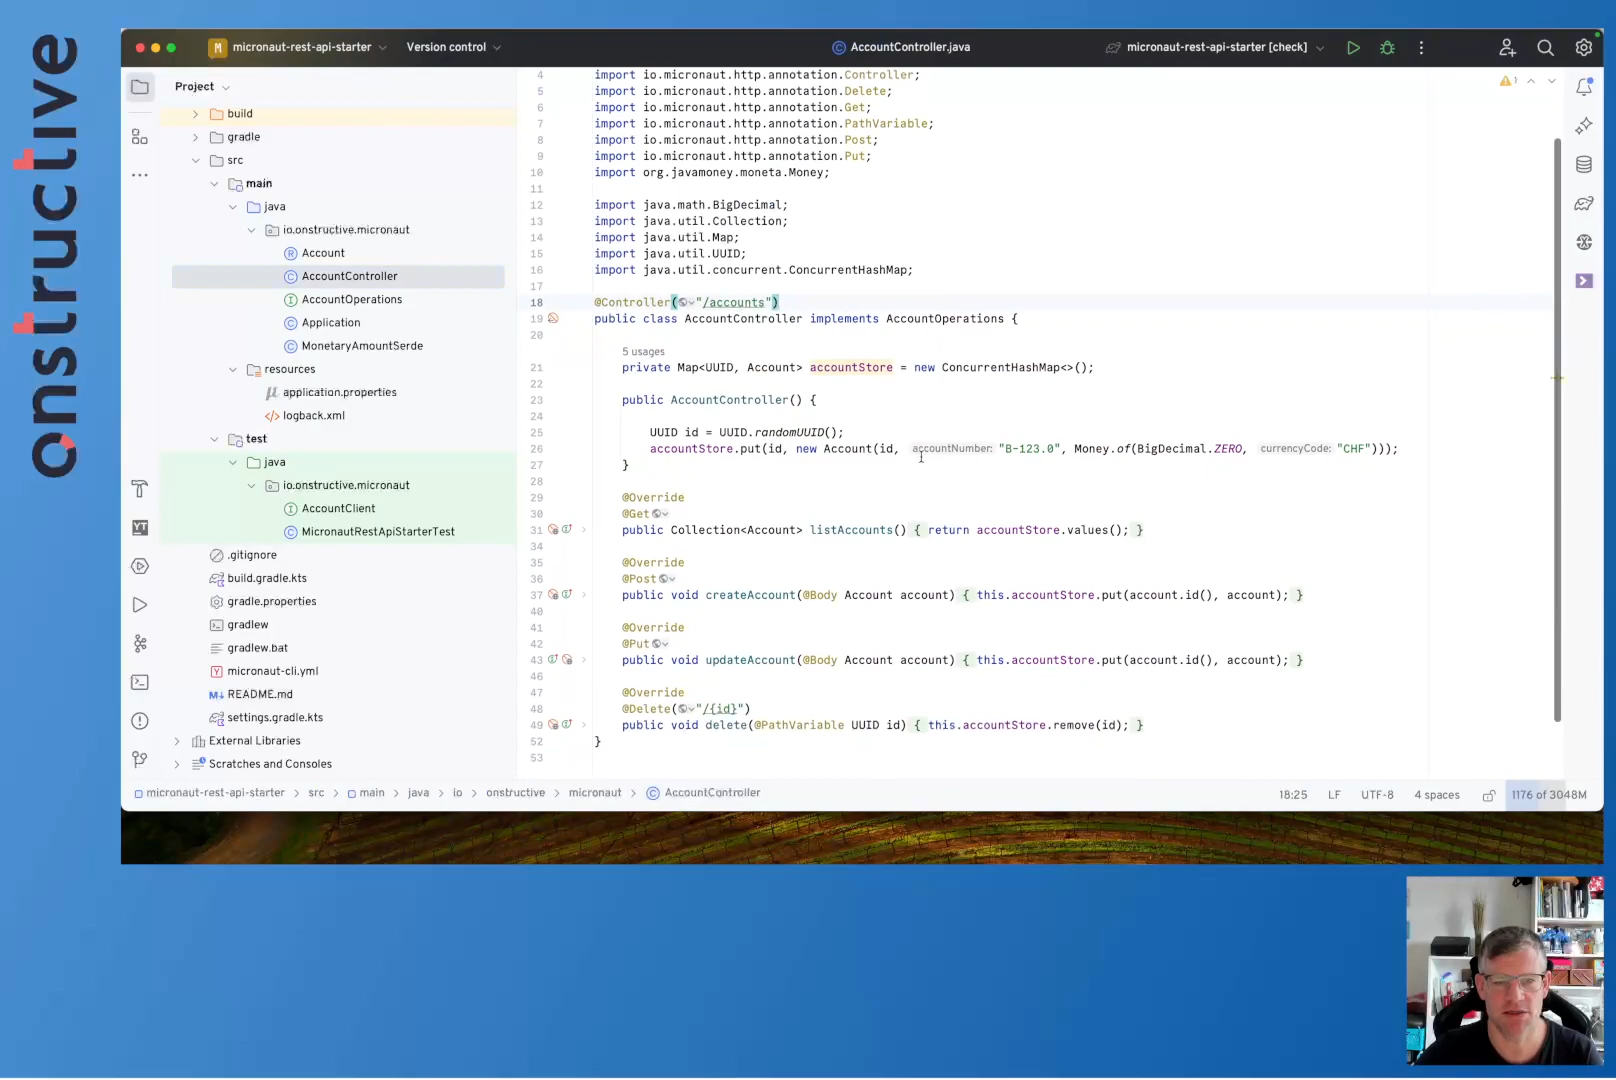 onstructive
M micronaut-rest-api-starter Version control AccountController.java micronaut-rest-api-starter [check]
Project
build
gradle
src
main
java
io.onstructive.micronaut
Account
AccountController
AccountOperations
Application
MonetaryAmountSerde
resources
application.properties
logback.xml
test
java
io.onstructive.micronaut
AccountClient
MicronautRestApiStarterTest
.gitignore
build.gradle.kts
gradle.properties
gradlew
gradlew.bat
micronaut-cli.yml
README.md
settings.gradle.kts
External Libraries
Scratches and Consoles
4 import io.micronaut.http.annotation.Controller;
5 import io.micronaut.http.annotation.Delete;
6 import io.micronaut.http.annotation.Get;
7 import io.micronaut.http.annotation.PathVariable;
8 import io.micronaut.http.annotation.Post;
9 import io.micronaut.http.annotation.Put;
10 import org.javamoney.moneta.Money;
11
12 import java.math.BigDecimal;
13 import java.util.Collection;
14 import java.util.Map;
15 import java.util.UUID;
16 import java.util.concurrent.ConcurrentHashMap;
17
18 @Controller("/accounts")
19 public class AccountController implements AccountOperations {
20
5 usages
21 private Map<UUID, Account> accountStore = new ConcurrentHashMap<>();
22
23 public AccountController() {
24
25 UUID id = UUID.randomUUID();
26 accountStore.put(id, new Account(id, accountNumber: "B-123.0", Money.of(BigDecimal.ZERO, currencyCode: "CHF")));
27 }
28
29 @Override
30 @Get
31 public Collection<Account> listAccounts() { return accountStore.values(); }
34
35 @Override
36 @Post
37 public void createAccount(@Body Account account) { this.accountStore.put(account.id(), account); }
40
41 @Override
42 @Put
43 public void updateAccount(@Body Account account) { this.accountStore.put(account.id(), account); }
46
47 @Override
48 @Delete("/{id}")
49 public void delete(@PathVariable UUID id) { this.accountStore.remove(id); }
52 }
53
micronaut-rest-api-starter > src > main > java > io > onstructive > micronaut > AccountController 18:25 LF UTF-8 4 spaces 1176 of 3048M